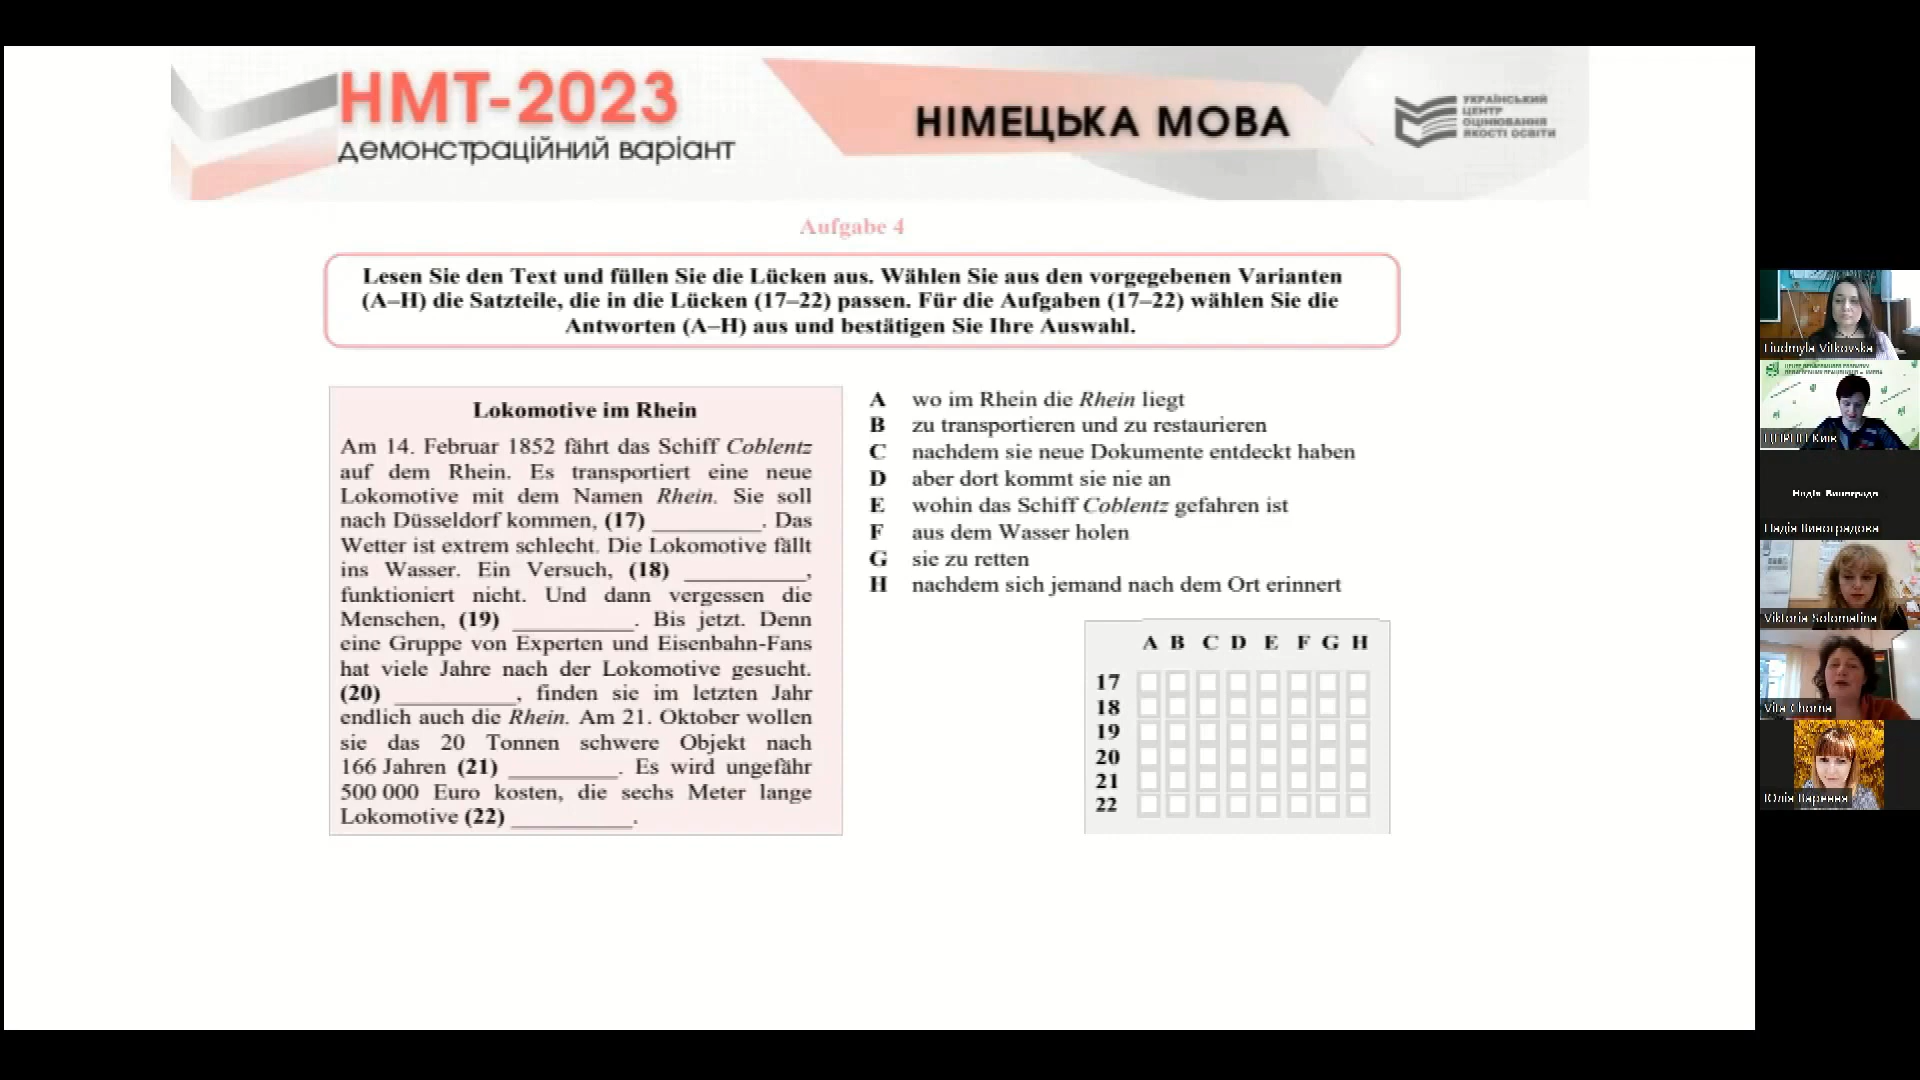 НМТ-2023
демонстраційний варіант
НІМЕЦЬКА МОВА
УКРАЇНСЬКИЙ
ЦЕНТР
ОЦІНЮВАННЯ
ЯКОСТІ ОСВІТИ
Aufgabe 4
Lesen Sie den Text und füllen Sie die Lücken aus. Wählen Sie aus den vorgegebenen Varianten
(A–H) die Satzteile, die in die Lücken (17–22) passen. Für die Aufgaben (17–22) wählen Sie die
Antworten (A–H) aus und bestätigen Sie Ihre Auswahl.
Lokomotive im Rhein
Am 14. Februar 1852 fährt das Schiff Coblentz
auf dem Rhein. Es transportiert eine neue
Lokomotive mit dem Namen Rhein. Sie soll
nach Düsseldorf kommen, (17) __________. Das
Wetter ist extrem schlecht. Die Lokomotive fällt
ins Wasser. Ein Versuch, (18) ___________,
funktioniert nicht. Und dann vergessen die
Menschen, (19) ___________. Bis jetzt. Denn
eine Gruppe von Experten und Eisenbahn-Fans
hat viele Jahre nach der Lokomotive gesucht.
(20) ___________, finden sie im letzten Jahr
endlich auch die Rhein. Am 21. Oktober wollen
sie das 20 Tonnen schwere Objekt nach
166 Jahren (21) __________. Es wird ungefähr
500 000 Euro kosten, die sechs Meter lange
Lokomotive (22) ___________.
A wo im Rhein die Rhein liegt
B zu transportieren und zu restaurieren
C nachdem sie neue Dokumente entdeckt haben
D aber dort kommt sie nie an
E wohin das Schiff Coblentz gefahren ist
F aus dem Wasser holen
G sie zu retten
H nachdem sich jemand nach dem Ort erinnert
A B C D E F G H
17
18
19
20
21
22
Liudmyla Vitkovska
ЦПРПП Київ
Надія Виноградо
Надія Виноградова
Viktoria Solomatina
Vita Chorna